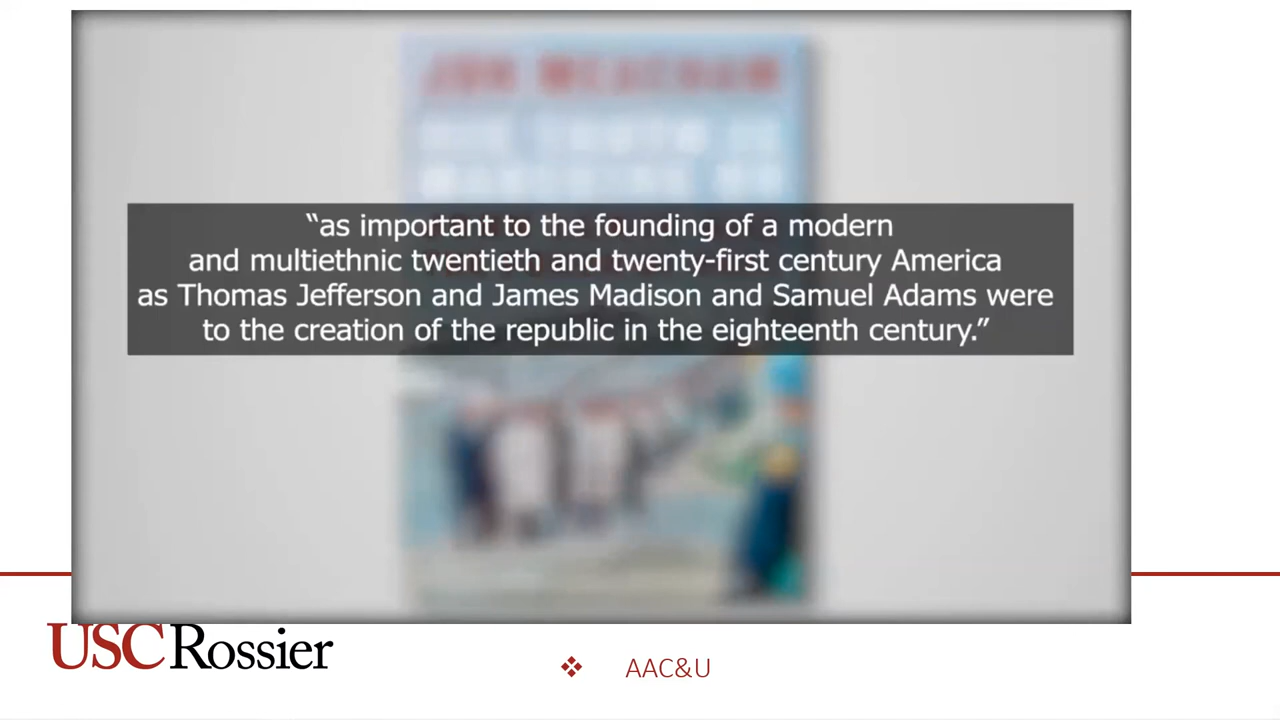 “as important to the founding of a modern
and multiethnic twentieth and twenty-first century America
as Thomas Jefferson and James Madison and Samuel Adams were
to the creation of the republic in the eighteenth century.”
USC Rossier
❖ AAC&U